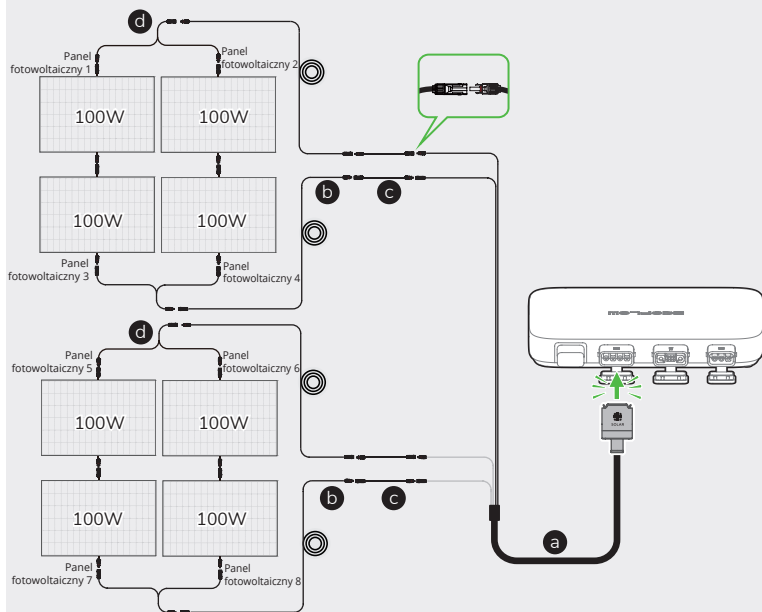 d
Panel
fotowoltaiczny 1
Panel
fotowoltaiczny 2
100W
100W
b
c
100W
100W
Panel
fotowoltaiczny 3
Panel
fotowoltaiczny 4
d
Panel
fotowoltaiczny 5
Panel
fotowoltaiczny 6
SOLAR
100W
100W
b
c
100W
100W
a
Panel
fotowoltaiczny 7
Panel
fotowoltaiczny 8